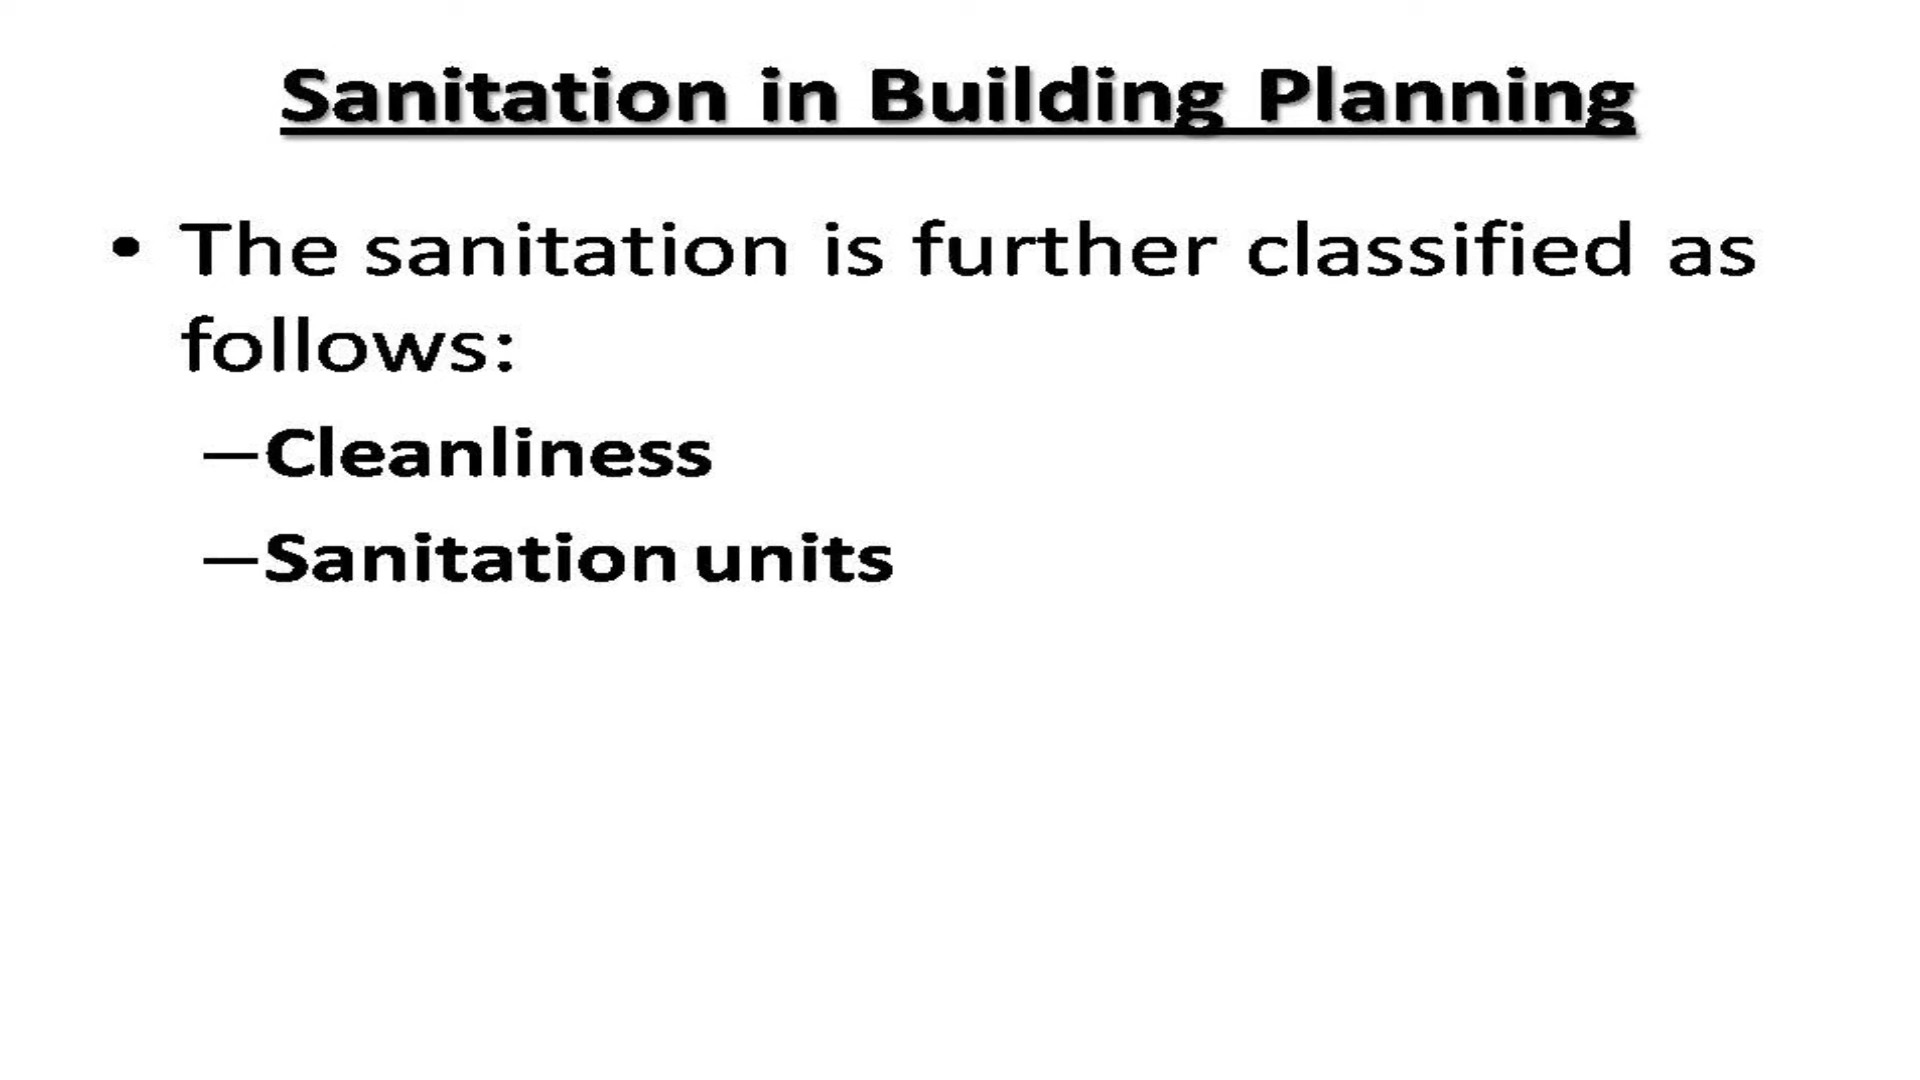 Sanitation in Building Planning
• The sanitation is further classified as
follows:
–Cleanliness
–Sanitation units